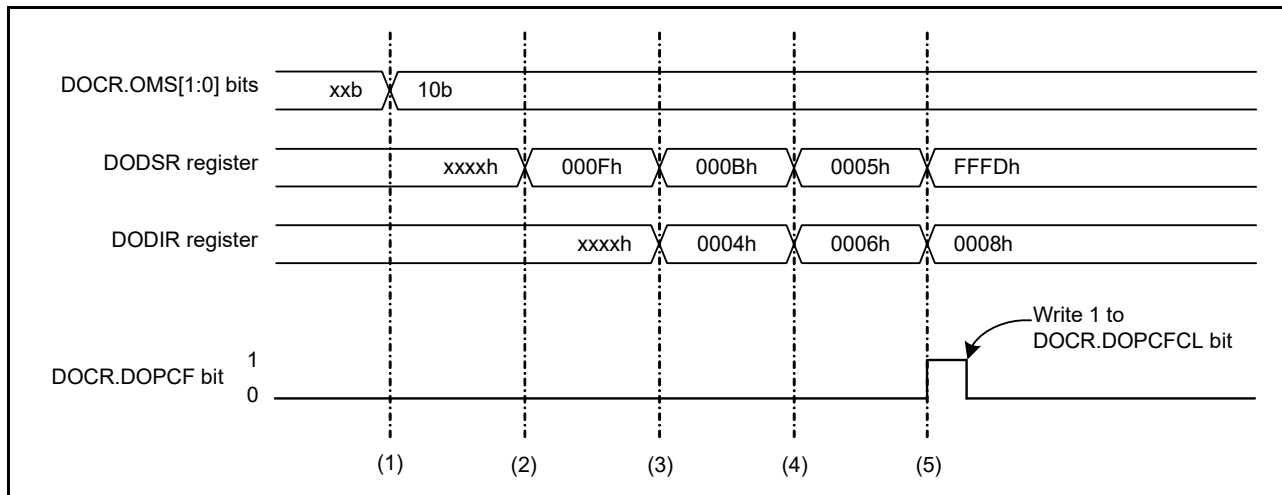 DOCR.OMS[1:0] bits xxb 10b
DODSR register xxxxh 000Fh 000Bh 0005h FFFDh
DODIR register xxxxh 0004h 0006h 0008h
Write 1 to
DOCR.DOPCFCL bit
1
DOCR.DOPCF bit
0
(1) (2) (3) (4) (5)